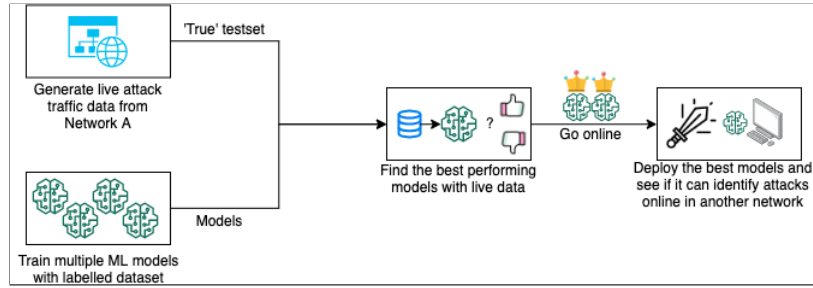 'True' testset
Generate live attack
traffic data from
Network A
?
Go online
Find the best performing
models with live data
Deploy the best models and
see if it can identify attacks
online in another network
Models
Train multiple ML models
with labelled dataset